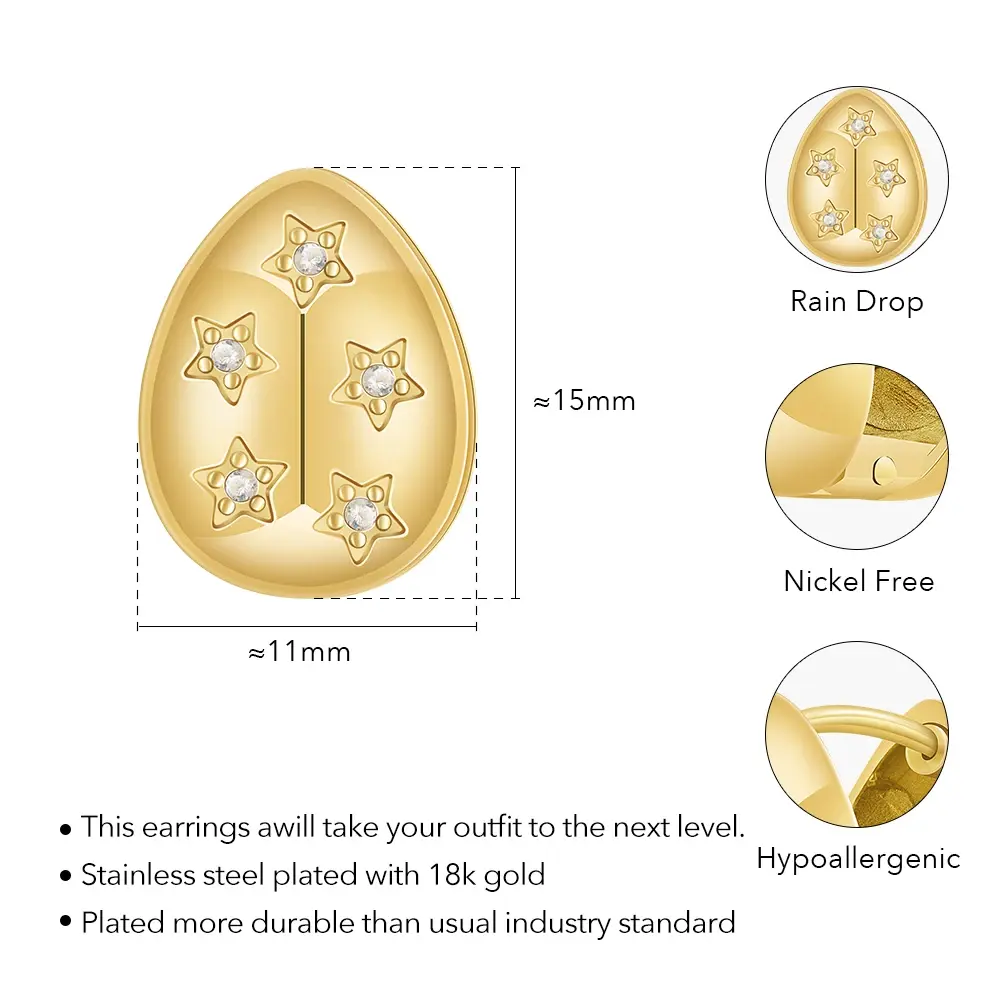 ≈15mm
≈11mm
Rain Drop
Nickel Free
Hypoallergenic
• This earrings awill take your outfit to the next level.
• Stainless steel plated with 18k gold
• Plated more durable than usual industry standard